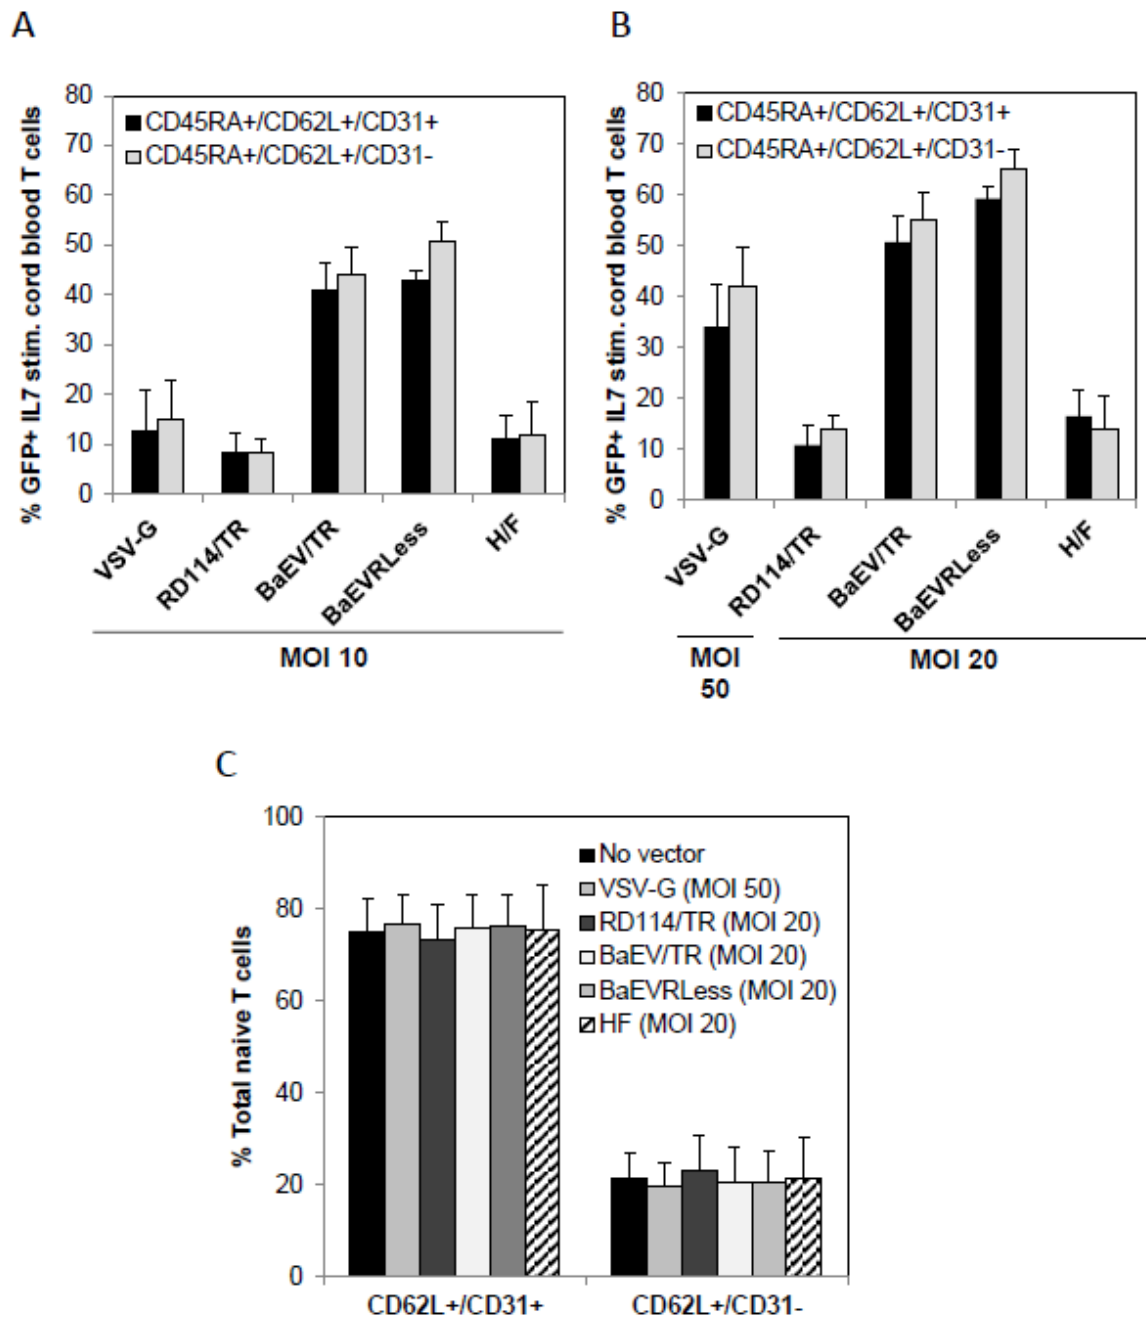 A
% GFP+ IL7 stim. cord blood T cells
80
70
60
50
40
30
20
10
0
CD45RA+/CD62L+/CD31+
CD45RA+/CD62L+/CD31-
VSV-G
RD114/TR
BaEV/TR
BaEVRLess
H/F
MOI 10
B
% GFP+ IL7 stim. cord blood T cells
80
70
60
50
40
30
20
10
0
CD45RA+/CD62L+/CD31+
CD45RA+/CD62L+/CD31-
VSV-G
RD114/TR
BaEV/TR
BaEVRLess
H/F
MOI
50
MOI 20
C
% Total naive T cells
100
80
60
40
20
0
No vector
VSV-G (MOI 50)
RD114/TR (MOI 20)
BaEV/TR (MOI 20)
BaEVRLess (MOI 20)
HF (MOI 20)
CD62L+/CD31+
CD62L+/CD31-